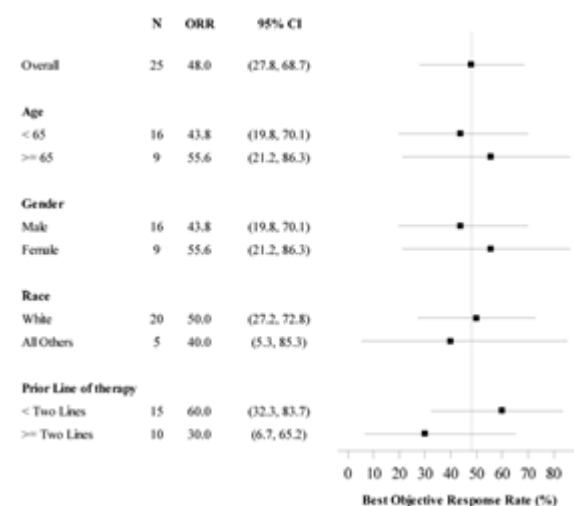 N ORR 95% CI
Overall 25 48.0 (27.8, 68.7)
Age
< 65 16 43.8 (19.8, 70.1)
>= 65 9 55.6 (21.2, 86.3)
Gender
Male 16 43.8 (19.8, 70.1)
Female 9 55.6 (21.2, 86.3)
Race
White 20 50.0 (27.2, 72.8)
All Others 5 40.0 (5.3, 85.3)
Prior Line of therapy
< Two Lines 15 60.0 (32.3, 83.7)
>= Two Lines 10 30.0 (6.7, 65.2)
0 10 20 30 40 50 60 70 80
Best Objective Response Rate (%)